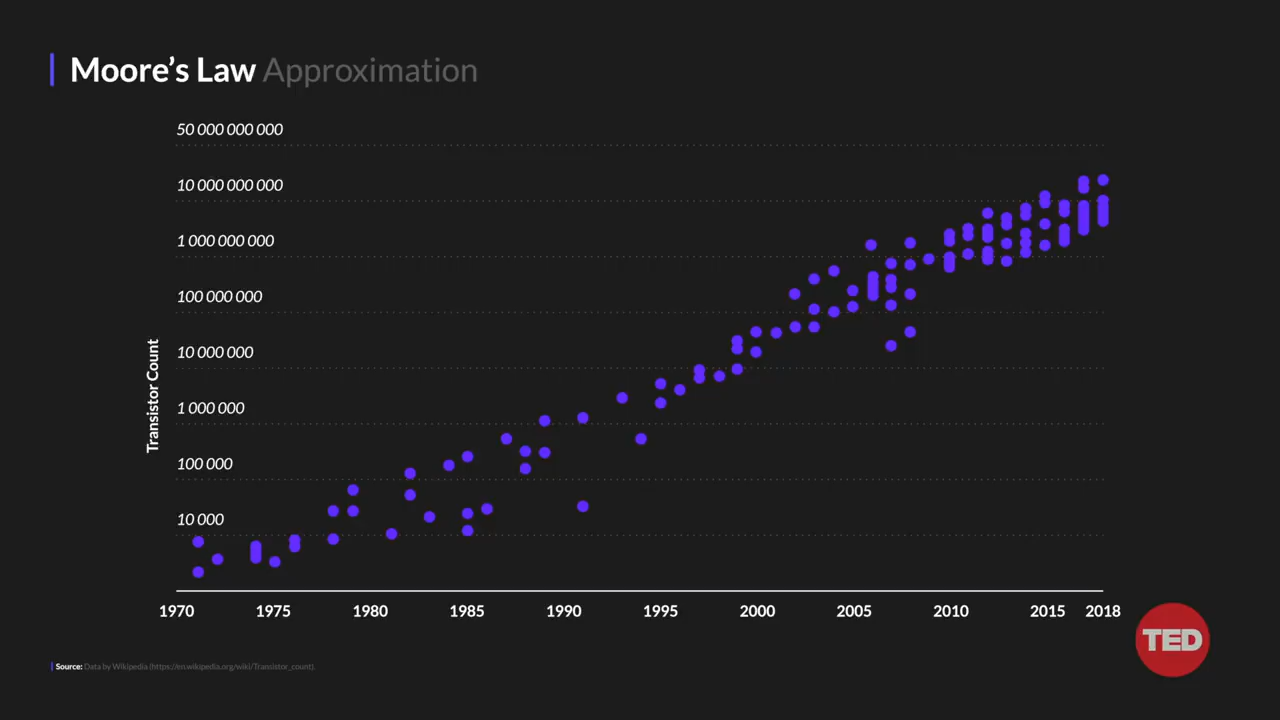 Moore's Law Approximation
50 000 000 000
10 000 000 000
1 000 000 000
100 000 000
10 000 000
1 000 000
100 000
10 000
Transistor Count
1970 1975 1980 1985 1990 1995 2000 2005 2010 2015 2018
TED
Source: Data by Wikipedia (https://en.wikipedia.org/wiki/Transistor_count)